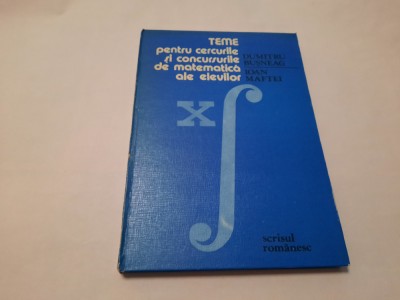 TEME
pentru cercurile
și concursurile
de matematică
ale elevilor
DUMITRU
BUȘNEAG
IOAN
MAFTEI
x
scrisul
românesc